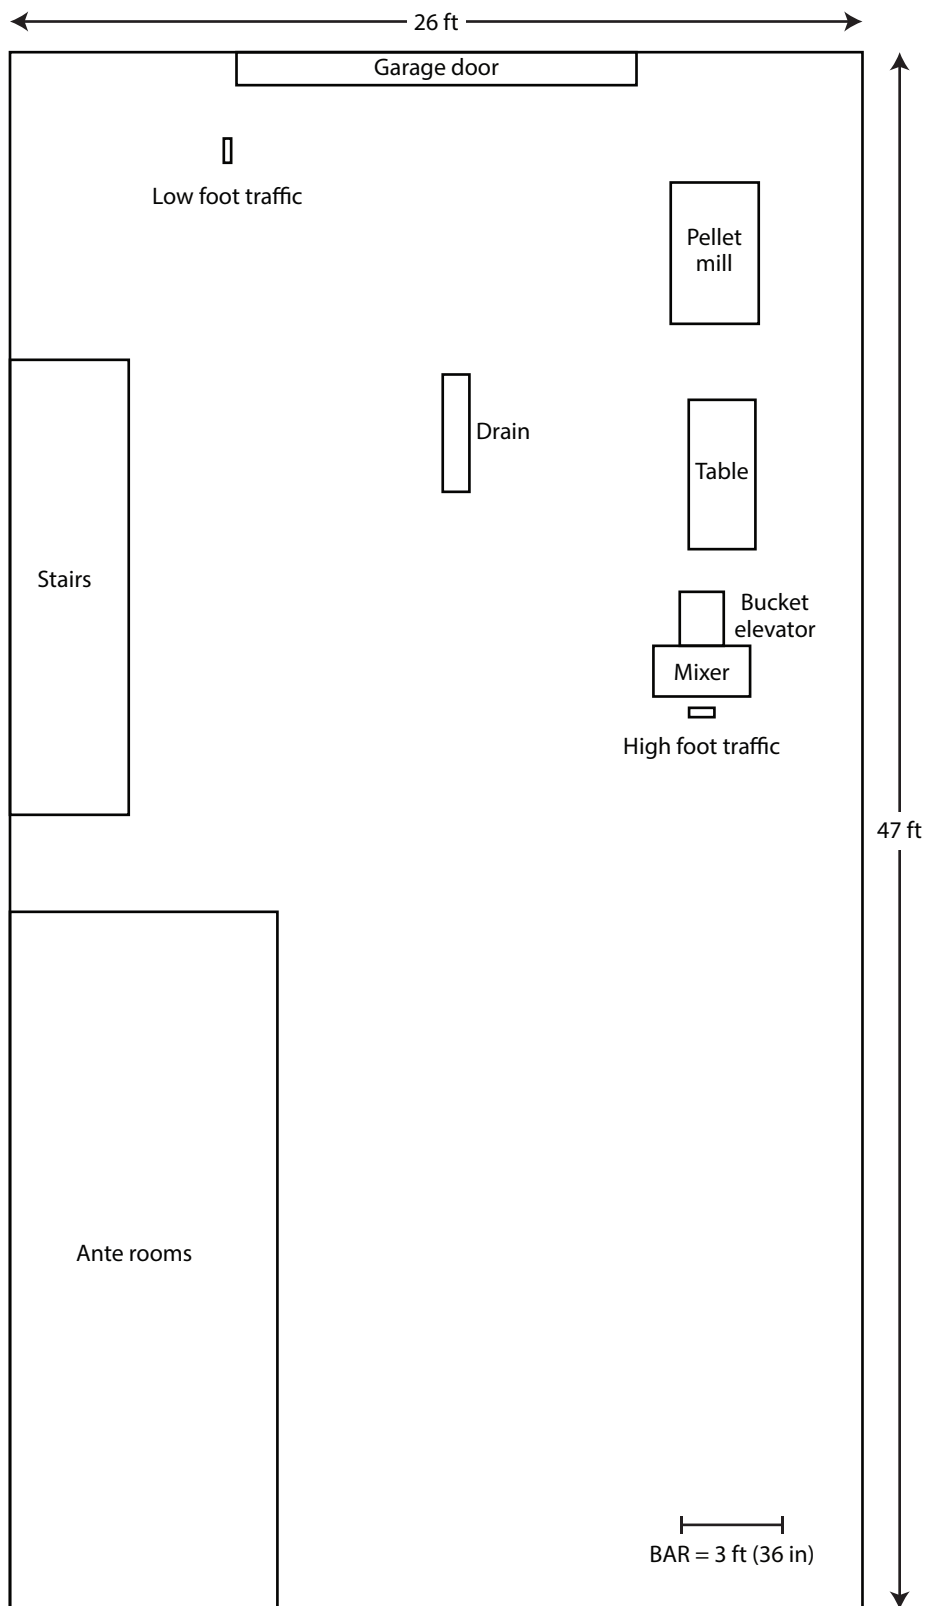 26 ft
Garage door
Low foot traffic
Pellet
mill
Drain
Table
Stairs
Bucket
elevator
Mixer
High foot traffic
47 ft
Ante rooms
BAR = 3 ft (36 in)